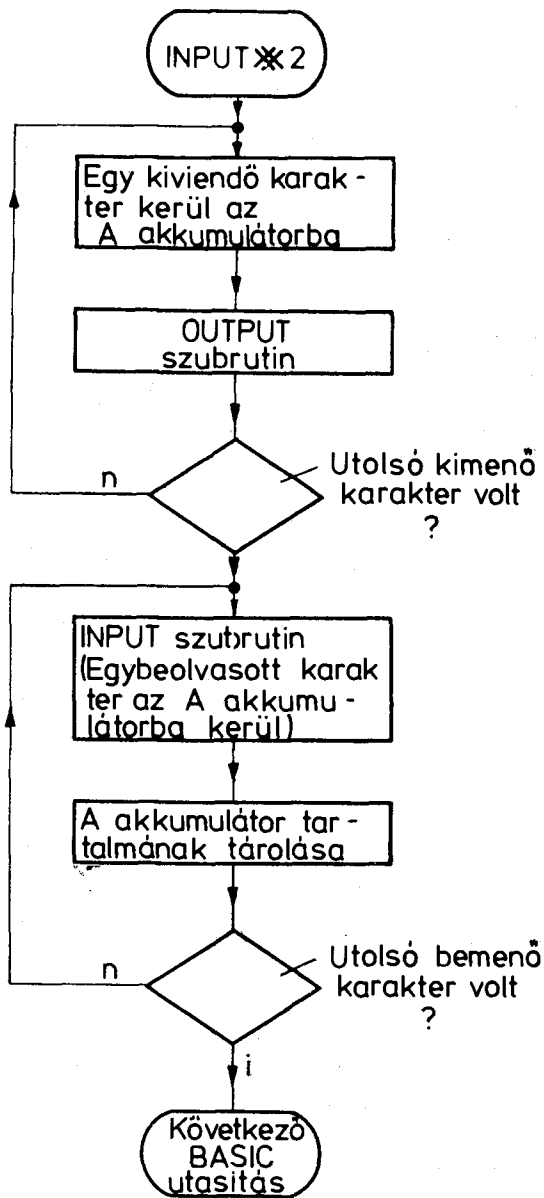 INPUT ※ 2
Egy kiviendő karak -
ter kerül az
A akkumulátorba
OUTPUT
szubrutin
Utolsó kimenő
n
karakter volt
?
INPUT szubrutin
(Egybeolvasott karak
ter az A akkumu -
látorba kerül)
A akkumulátor tar -
talmának tárolása
Utolsó bemenő
n
karakter volt
?
i
Következő
BASIC
utasítás